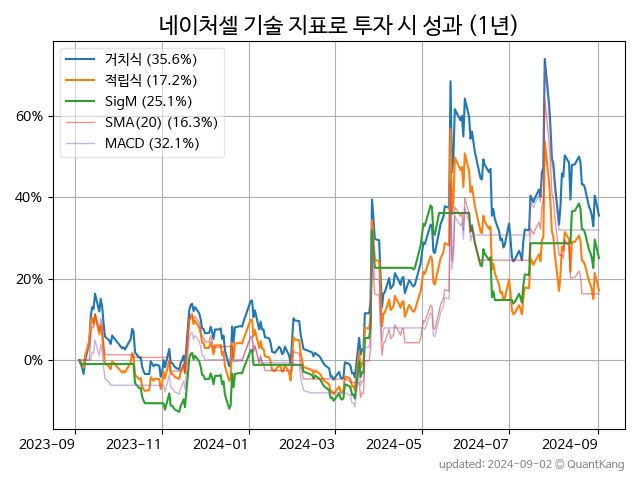 네이처셀 기술 지표로 투자 시 성과 (1년)
거치식 (35.6%)
적립식 (17.2%)
SigM (25.1%)
SMA(20) (16.3%)
MACD (32.1%)
60%
40%
20%
0%
2023-09 2023-11 2024-01 2024-03 2024-05 2024-07 2024-09
updated: 2024-09-02 © QuantKang